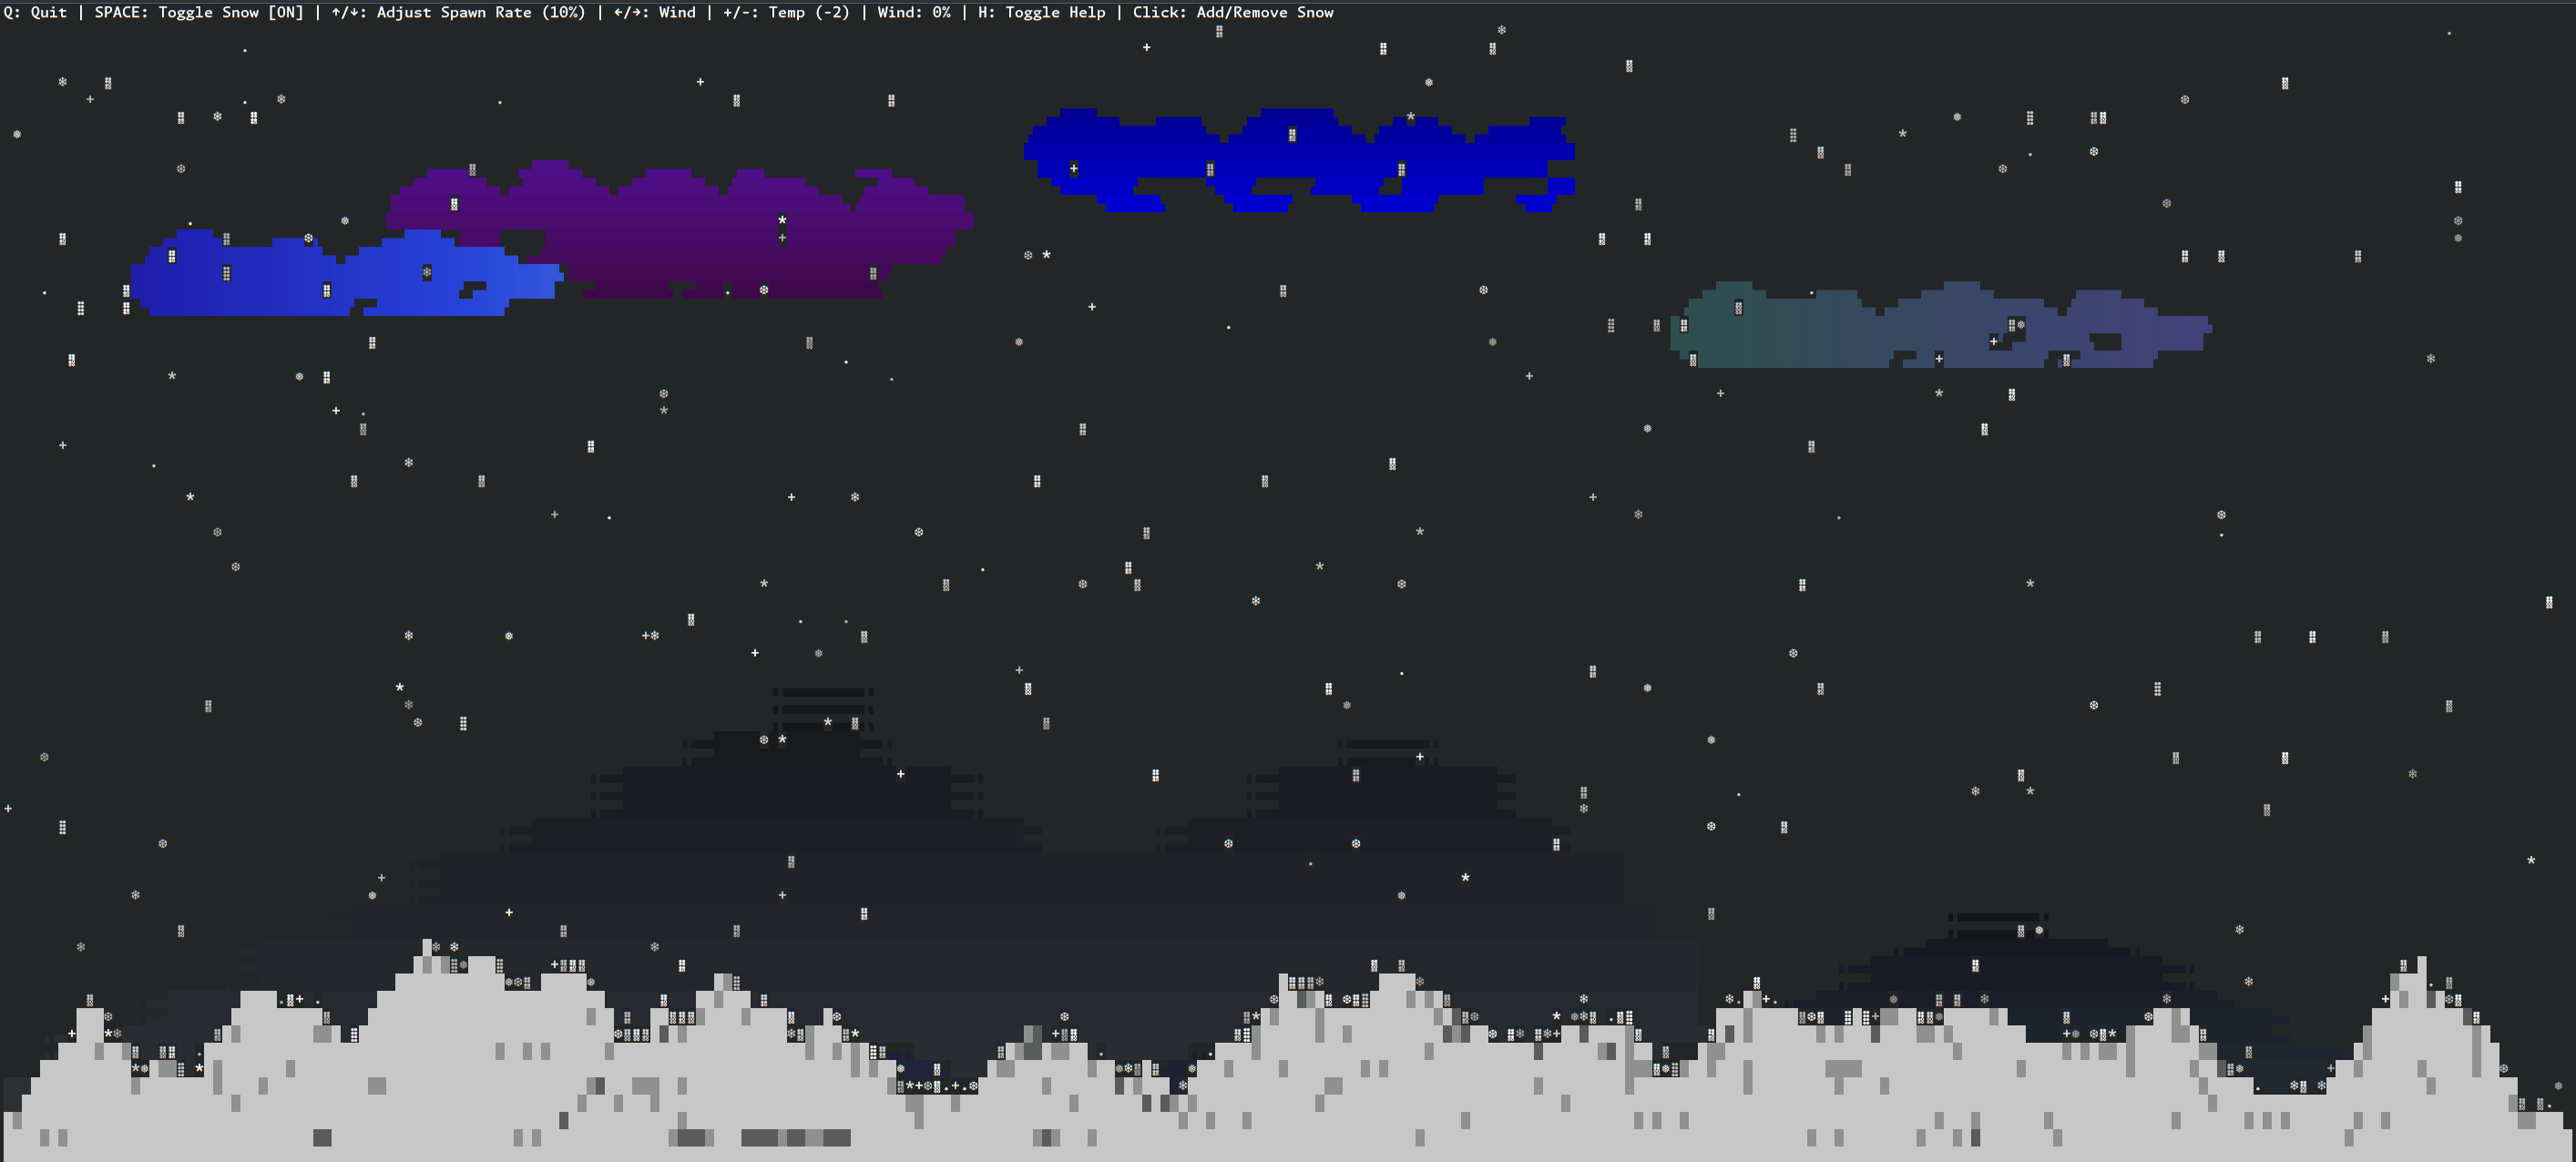 Q: Quit | SPACE: Toggle Snow [ON] | ↑/↓: Adjust Spawn Rate (10%) | ←/→: Wind | +/-: Temp (-2) | Wind: 0% | H: Toggle Help | Click: Add/Remove Snow